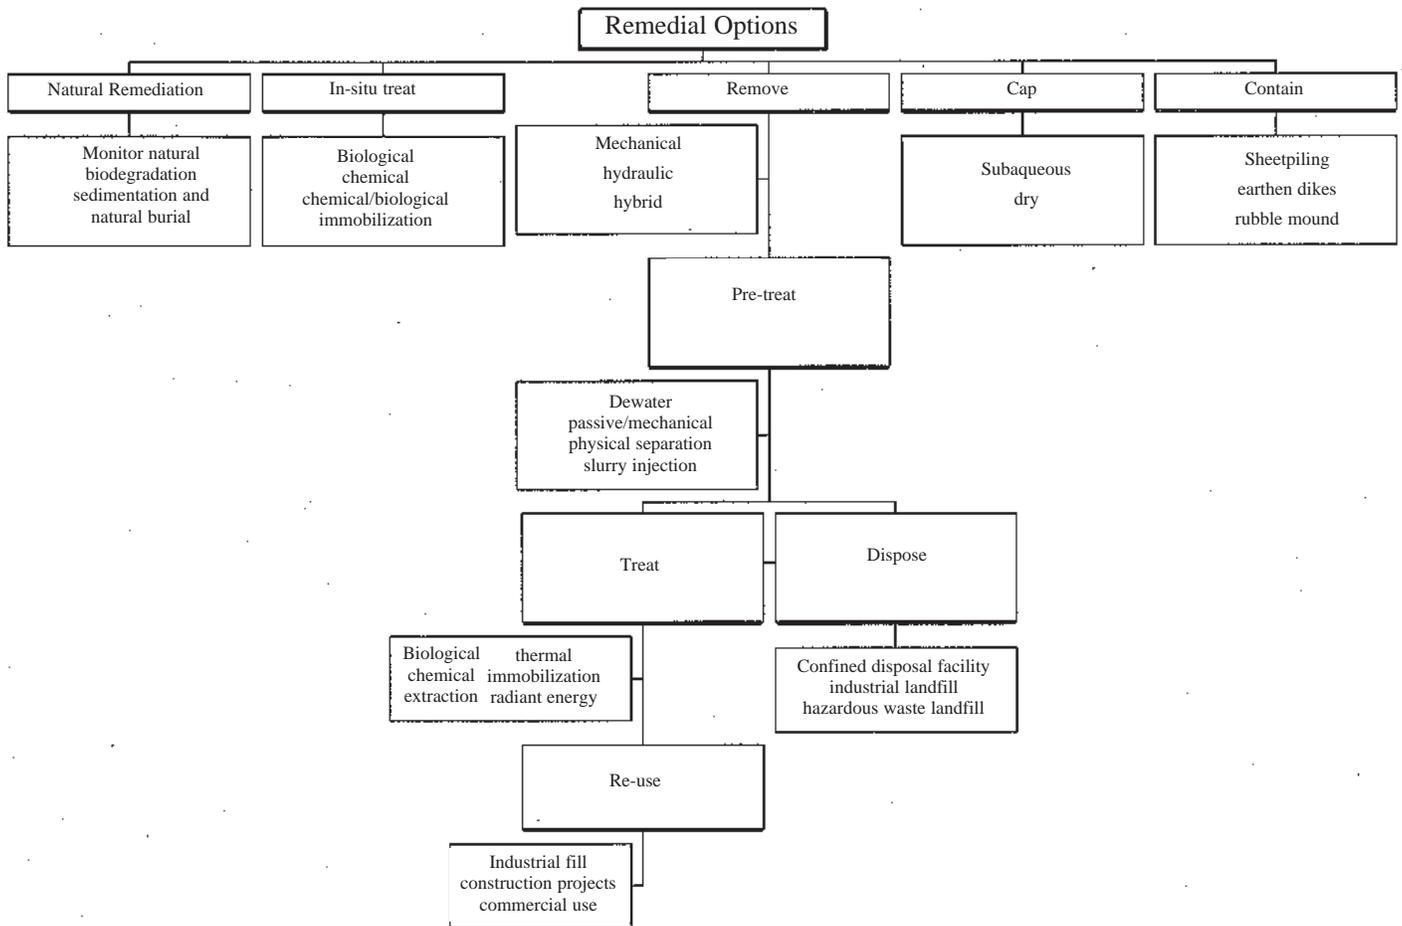 Remedial Options
Natural Remediation
In-situ treat
Remove
Cap
Contain
Monitor natural
biodegradation
sedimentation and
natural burial
Biological
chemical
chemical/biological
immobilization
Mechanical
hydraulic
hybrid
Subaqueous
dry
Sheetpiling
earthen dikes
rubble mound
Pre-treat
Dewater
passive/mechanical
physical separation
slurry injection
Treat
Dispose
Biological thermal
chemical immobilization
extraction radiant energy
Confined disposal facility
industrial landfill
hazardous waste landfill
Re-use
Industrial fill
construction projects
commercial use